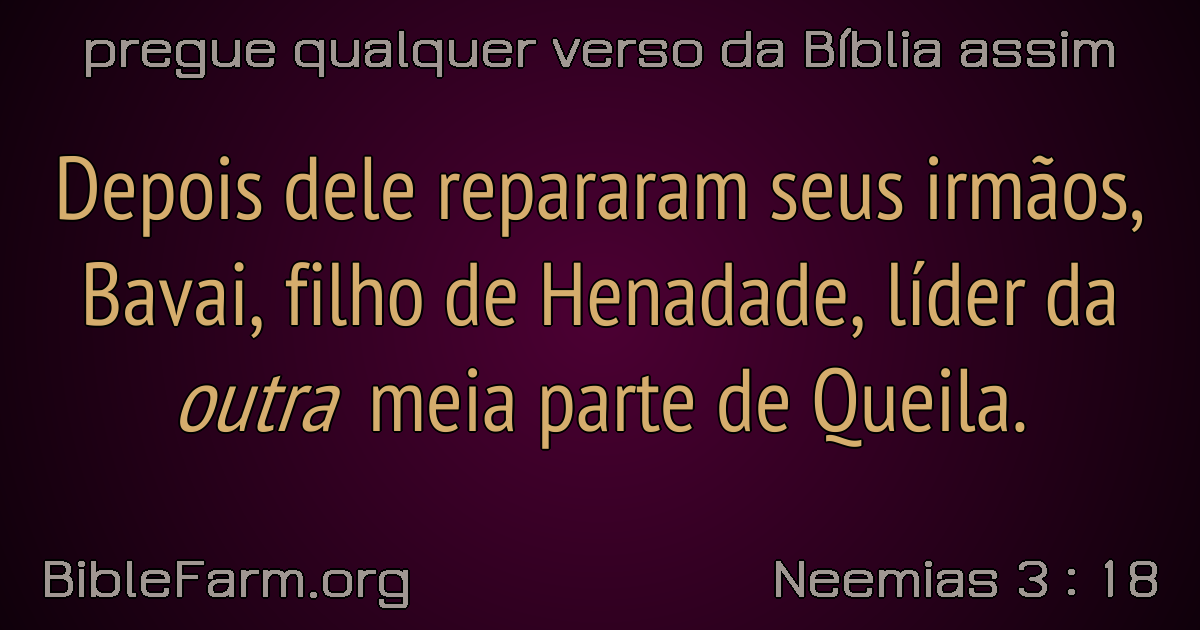 pregue qualquer verso da Bíblia assim
Depois dele repararam seus irmãos,
Bavai, filho de Henadade, líder da
outra meia parte de Queila.
BibleFarm.org
Neemias 3 : 18